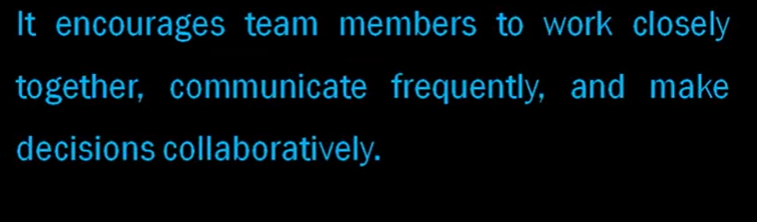 It encourages team members to work closely
together, communicate frequently, and make
decisions collaboratively.